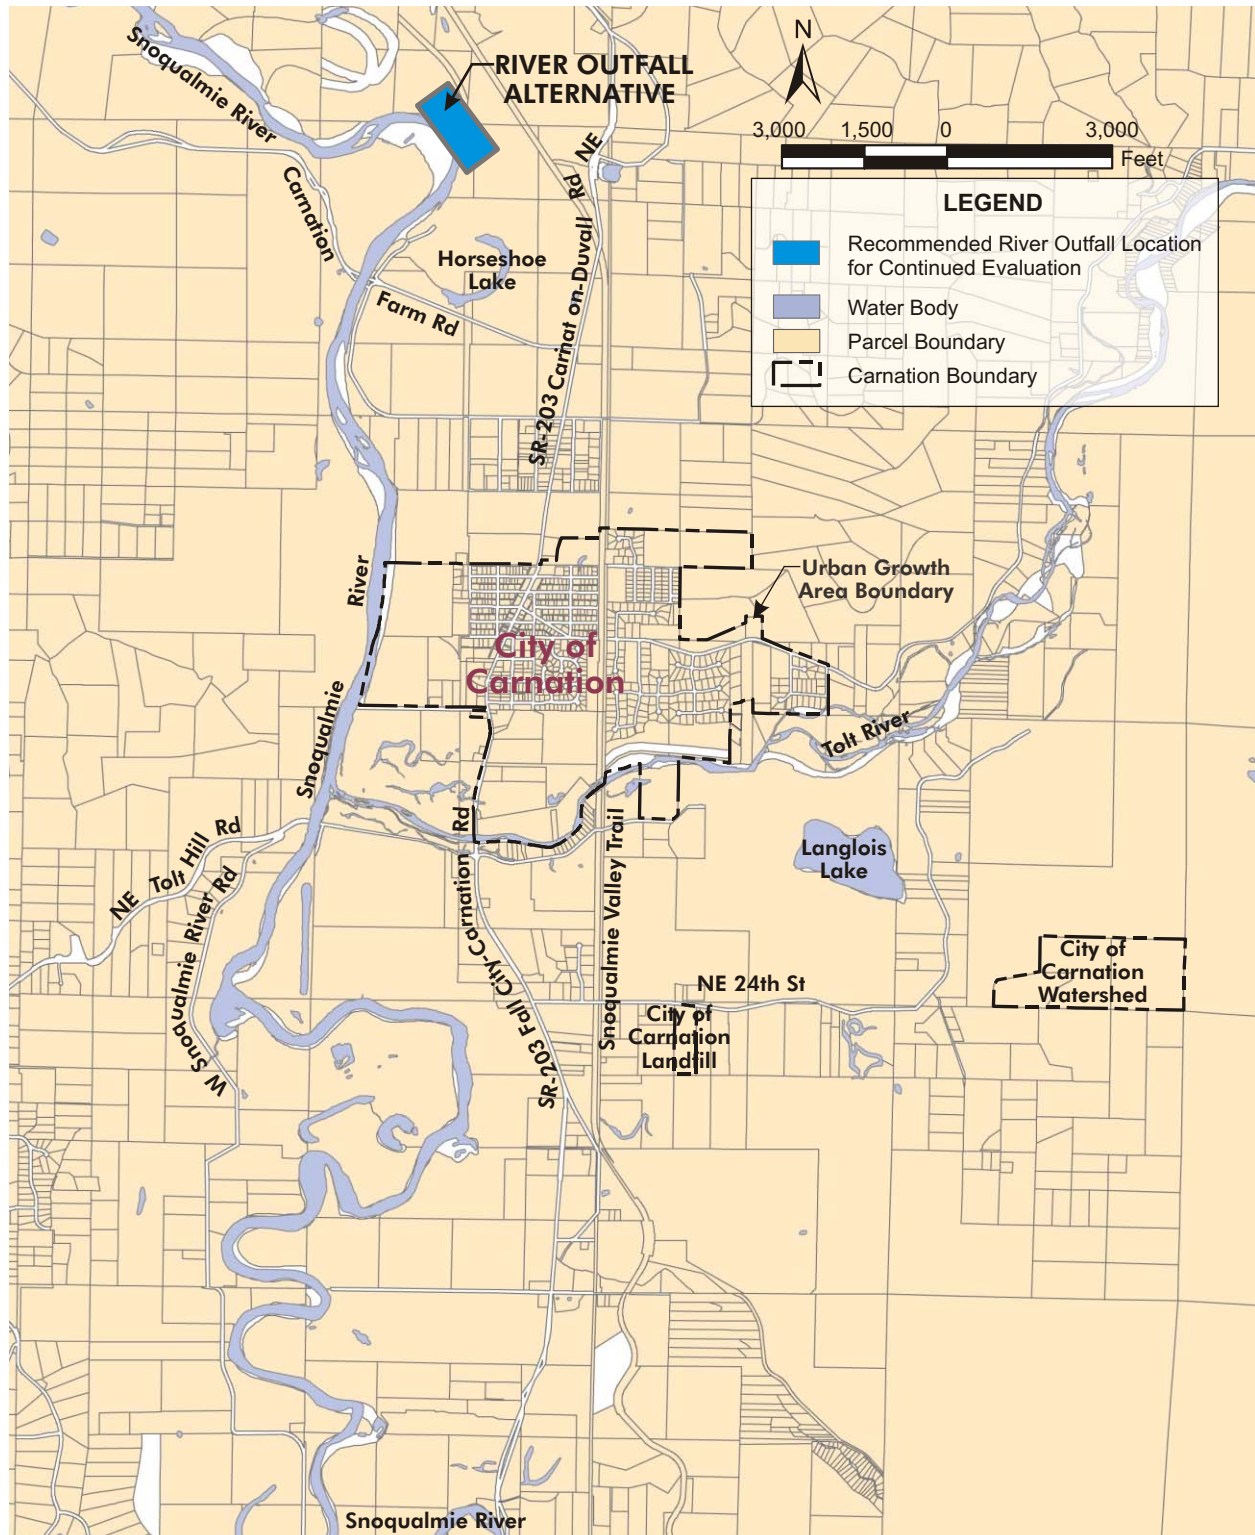 Snoqualmie River
RIVER OUTFALL
ALTERNATIVE
N
3,000 1,500 0 3,000
Feet
LEGEND
Recommended River Outfall Location
for Continued Evaluation
Water Body
Parcel Boundary
Carnation Boundary
Carnation
Farm Rd
Horseshoe
Lake
SR-203 Carnat on-Duvall Rd NE
Urban Growth
Area Boundary
City of
Carnation
Snoqualmie River
Tolt River
NE Tolt Hill Rd
W Snoqualmie River Rd
SR-203 Fall City-Carnation Rd
Snoqualmie Valley Trail
Langlois
Lake
NE 24th St
City of
Carnation
Watershed
City of
Carnation
Landfill
Snoqualmie River